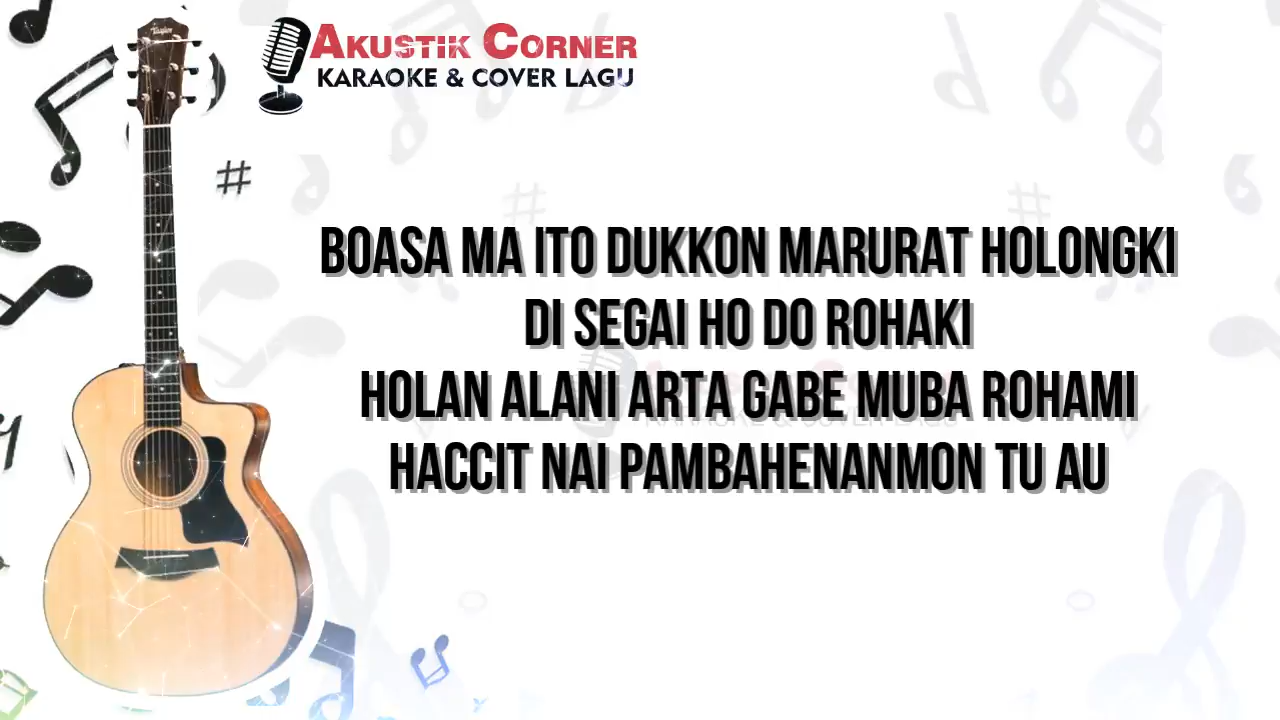 AKUSTIK CORNER
KARAOKE & COVER LAGU
BOASA MA ITO DUKKON MARURAT HOLONGKI
DI SEGAI HO DO ROHAKI
HOLAN ALANI ARTA GABE MUBA ROHAMI
HACCIT NAI PAMBAHENANMON TU AU